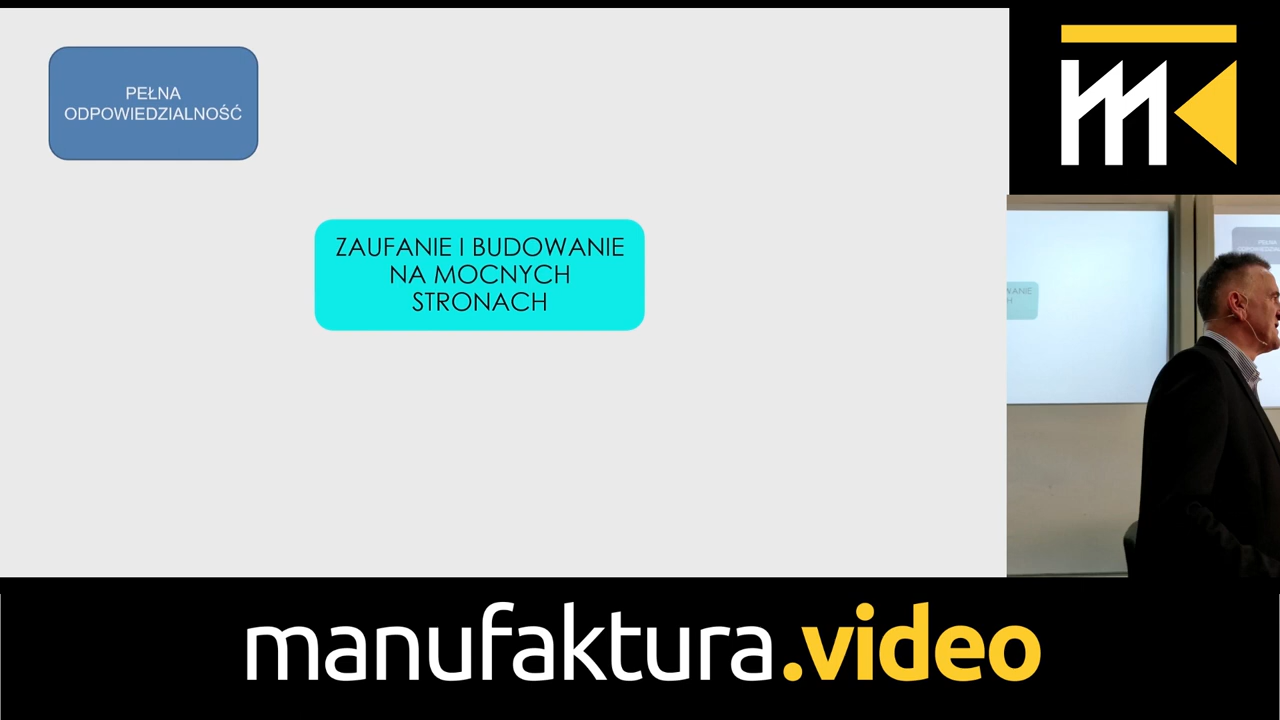 PEŁNA
ODPOWIEDZIALNOŚĆ
ZAUFANIE I BUDOWANIE
NA MOCNYCH
STRONACH
manufaktura.video